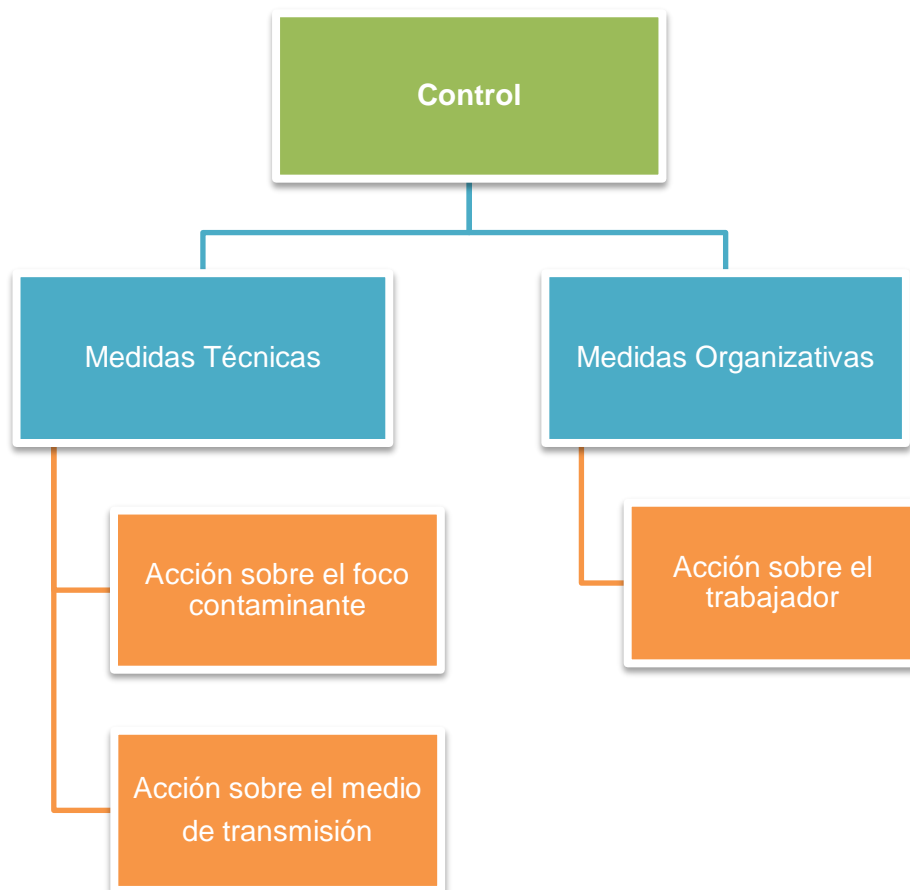 Control
Medidas Técnicas
Medidas Organizativas
Acción sobre el foco
contaminante
Acción sobre el
trabajador
Acción sobre el medio
de transmisión